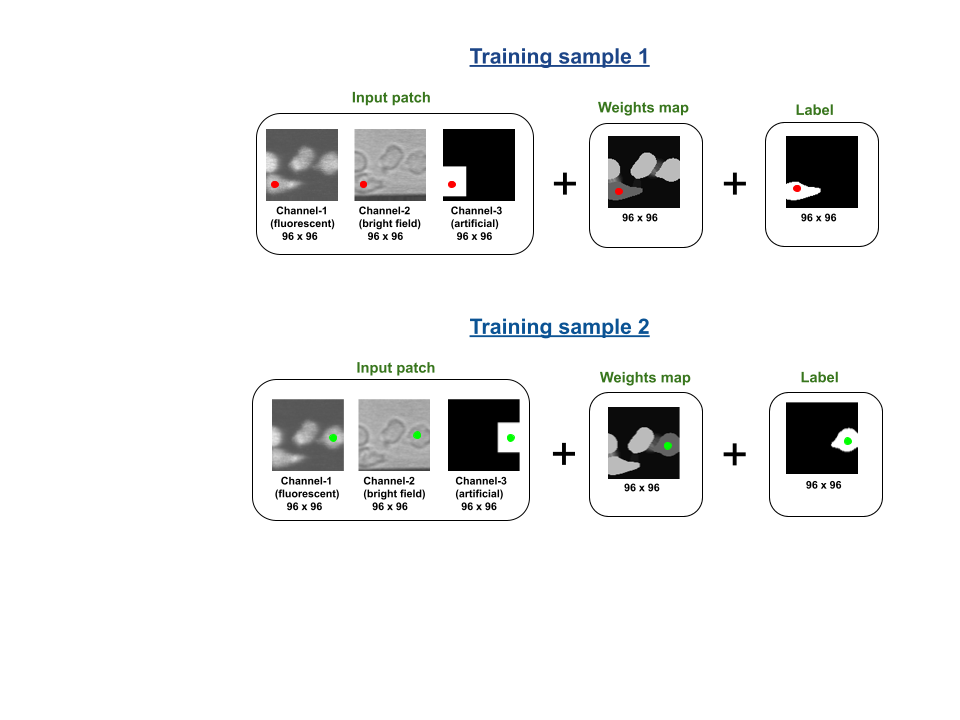 Training sample 1
Input patch
Weights map
Label
Channel-1
(fluorescent)
96 x 96
Channel-2
(bright field)
96 x 96
Channel-3
(artificial)
96 x 96
+
96 x 96
+
96 x 96
Training sample 2
Input patch
Weights map
Label
Channel-1
(fluorescent)
96 x 96
Channel-2
(bright field)
96 x 96
Channel-3
(artificial)
96 x 96
+
96 x 96
+
96 x 96